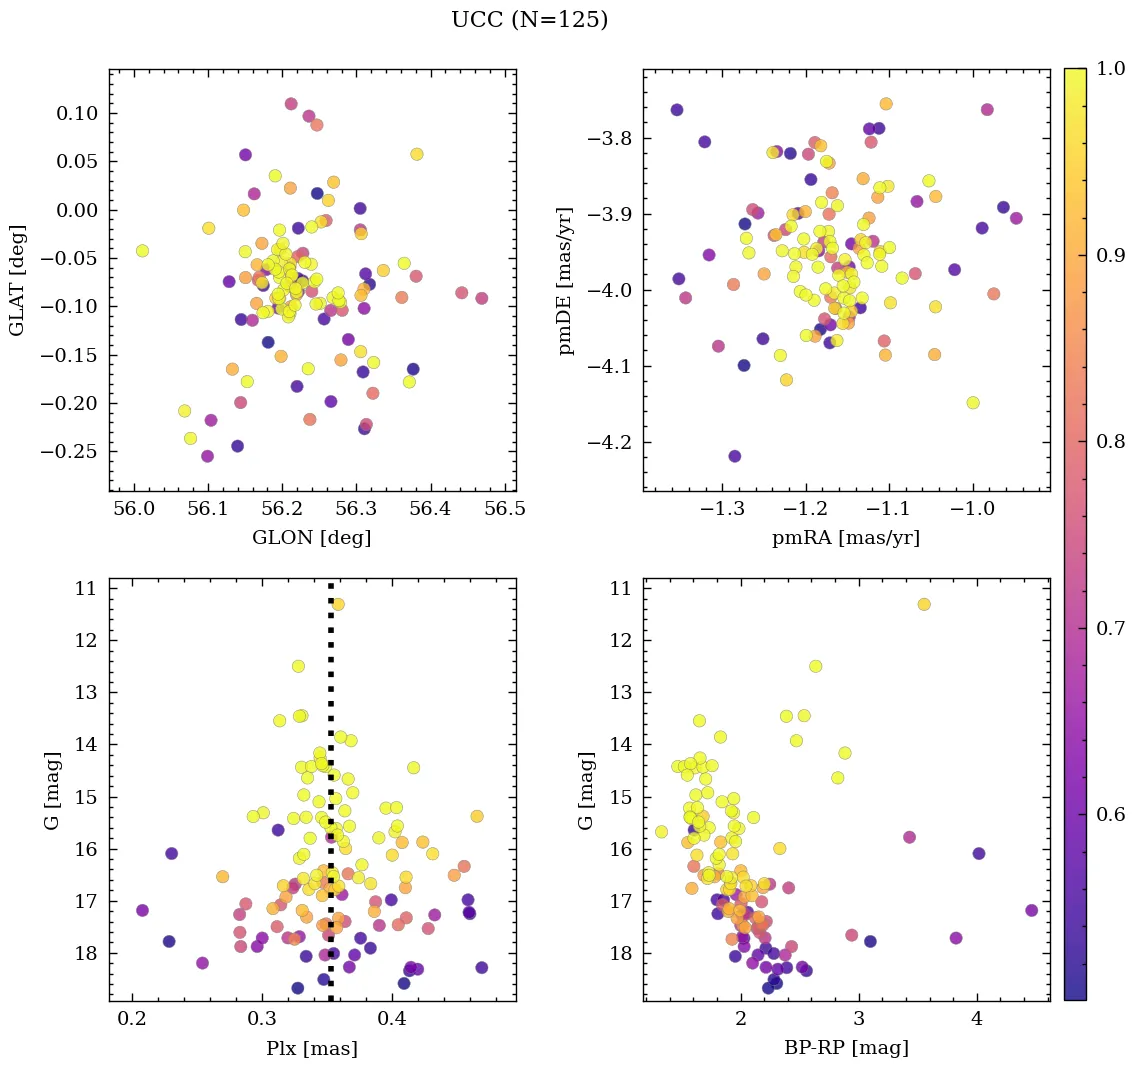 UCC (N=125)
0.10
0.05
0.00
−0.05
−0.10
−0.15
−0.20
−0.25
GLAT [deg]
56.0 56.1 56.2 56.3 56.4 56.5
GLON [deg]
−3.8
−3.9
−4.0
−4.1
−4.2
pmDE [mas/yr]
−1.3 −1.2 −1.1 −1.0
pmRA [mas/yr]
11
12
13
14
15
16
17
18
G [mag]
0.2 0.3 0.4
Plx [mas]
11
12
13
14
15
16
17
18
G [mag]
2 3 4
BP-RP [mag]
1.0
0.9
0.8
0.7
0.6